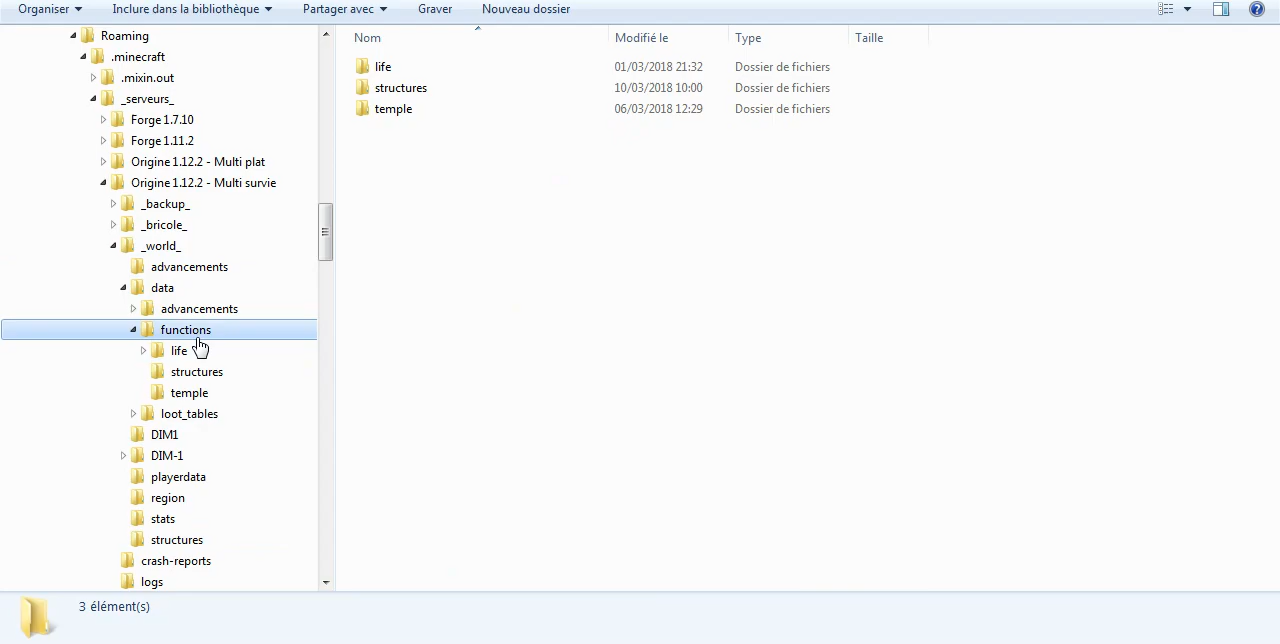 Organiser Inclure dans la bibliothèque Partager avec Graver Nouveau dossier
Roaming
.minecraft
.mixin.out
_serveurs_
Forge 1.7.10
Forge 1.11.2
Origine 1.12.2 - Multi plat
Origine 1.12.2 - Multi survie
_backup_
_bricole_
_world_
advancements
data
advancements
functions
life
structures
temple
loot_tables
DIM1
DIM-1
playerdata
region
stats
structures
crash-reports
logs
Nom Modifié le Type Taille
life 01/03/2018 21:32 Dossier de fichiers
structures 10/03/2018 10:00 Dossier de fichiers
temple 06/03/2018 12:29 Dossier de fichiers
3 élément(s)